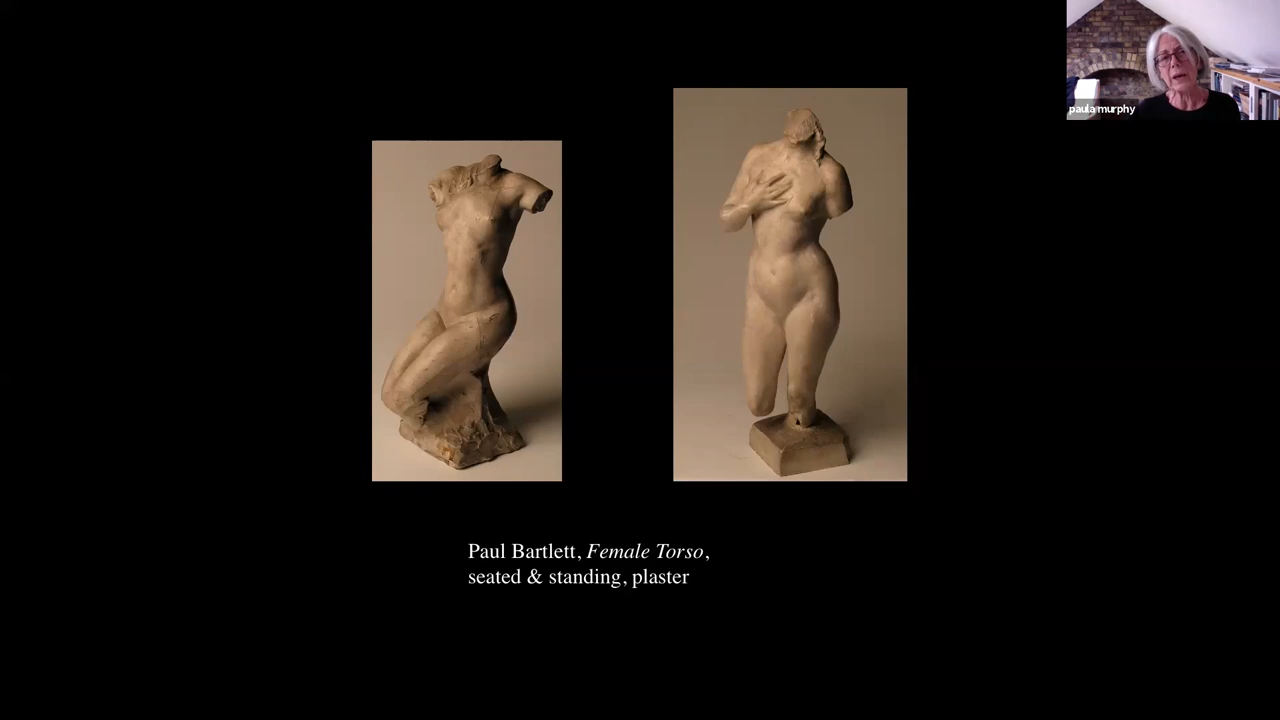 paula murphy
Paul Bartlett, Female Torso,
seated & standing, plaster